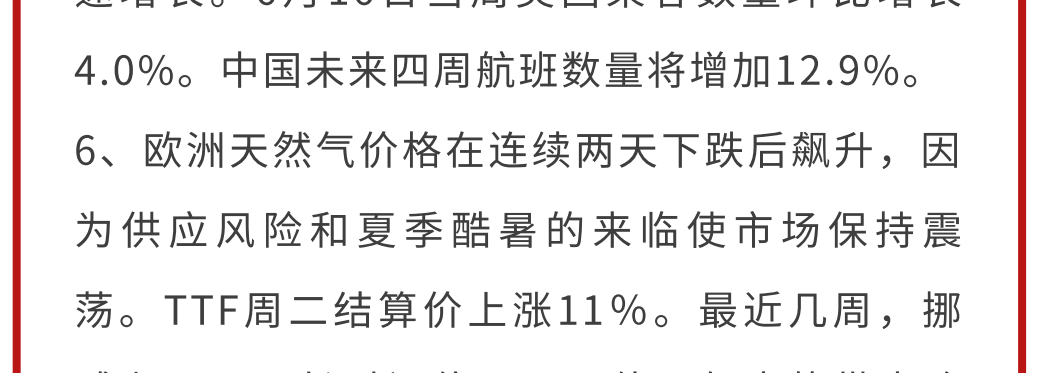 4.0%。中国未来四周航班数量将增加12.9%。
6、欧洲天然气价格在连续两天下跌后飙升，因
为供应风险和夏季酷暑的来临使市场保持震
荡。TTF周二结算价上涨11%。最近几周，挪